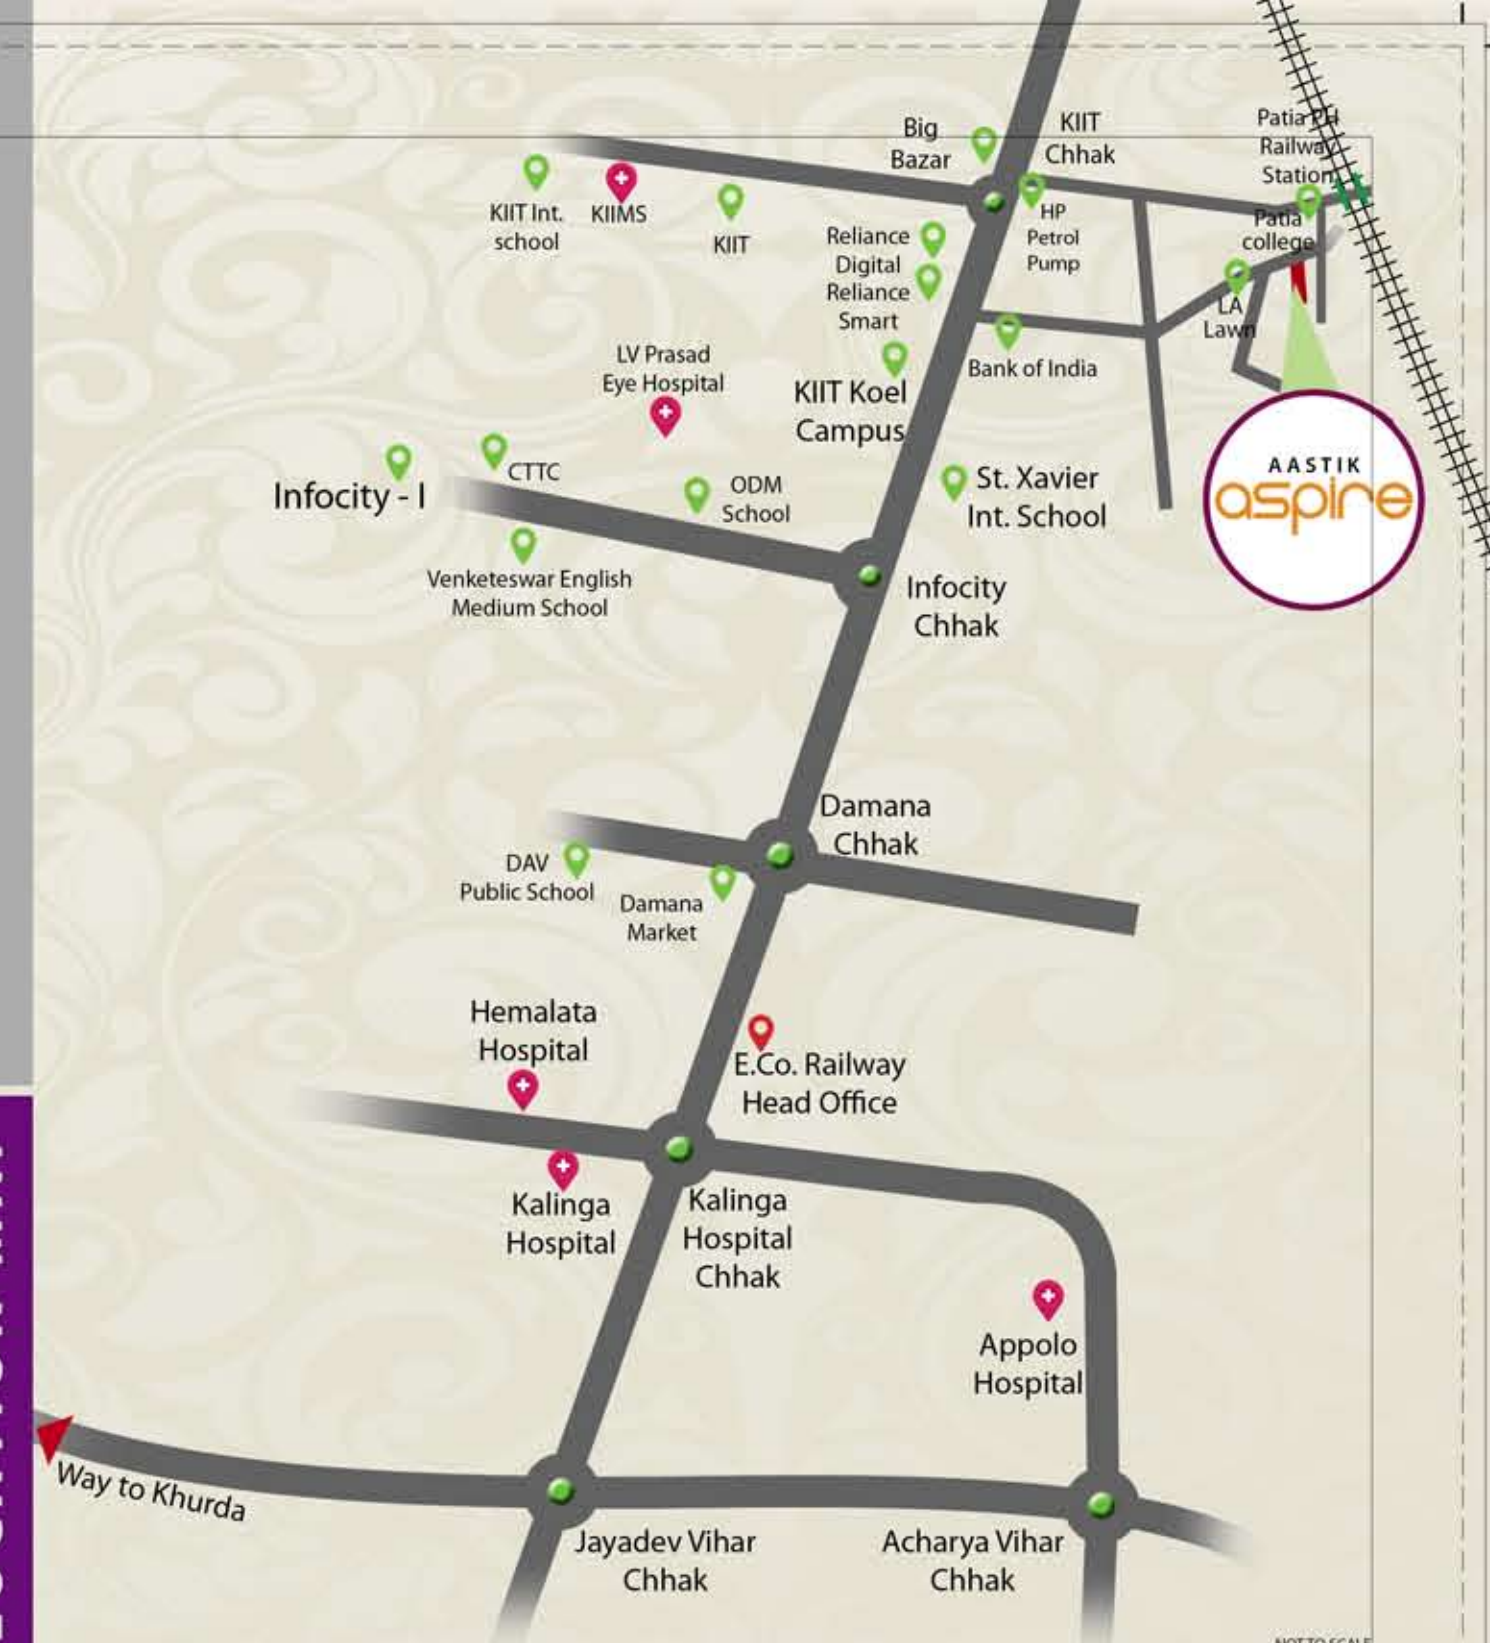 Big
Bazar
KIIT
Chhak
Patia PH
Railway
Station
KIIT Int.
school
KIIMS
KIIT
HP
Petrol
Pump
Patia
college
Reliance
Digital
Reliance
Smart
LA
Lawn
Bank of India
LV Prasad
Eye Hospital
KIIT Koel
Campus
AASTIK
aspire
Infocity - I
CTTC
ODM
School
St. Xavier
Int. School
Venketeswar English
Medium School
Infocity
Chhak
Damana
Chhak
DAV
Public School
Damana
Market
Hemalata
Hospital
E.Co. Railway
Head Office
Kalinga
Hospital
Kalinga
Hospital
Chhak
Appolo
Hospital
Way to Khurda
Jayadev Vihar
Chhak
Acharya Vihar
Chhak